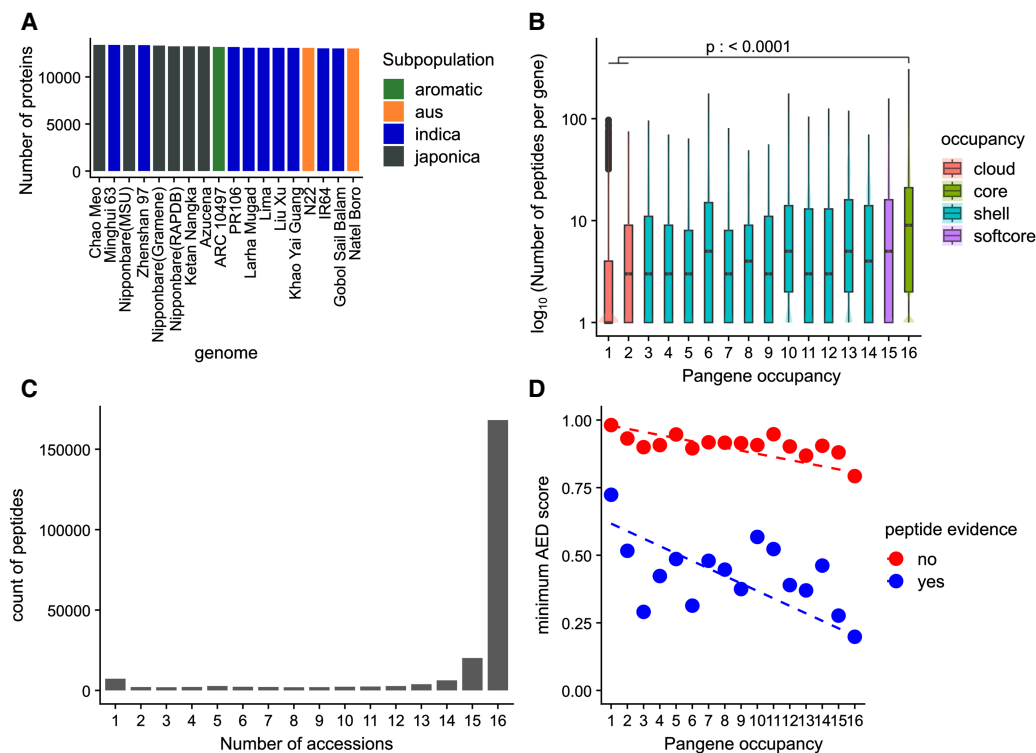 A
Number of proteins
10000
5000
0
Chao Meo
Minghui 63
Nipponbare(MSU)
Zhenshan 97
Nipponbare(Gramene)
Nipponbare(RAPDB)
Ketan Nangka
Azucena
ARC 10497
PR106
Larha Mugad
Lima
Liu Xu
Khao Yai Guang
N22
IR64
Gobol Sail Balam
Natel Boro
genome
Subpopulation
aromatic
aus
indica
japonica
B
p : < 0.0001
log10 (Number of peptides per gene)
100
10
1
1 2 3 4 5 6 7 8 9 10 11 12 13 14 15 16
Pangene occupancy
occupancy
cloud
core
shell
softcore
C
count of peptides
150000
100000
50000
0
1 2 3 4 5 6 7 8 9 10 11 12 13 14 15 16
Number of accessions
D
minimum AED score
1.00
0.75
0.50
0.25
0.00
1 2 3 4 5 6 7 8 9 10 11 12 13 14 15 16
Pangene occupancy
peptide evidence
no
yes